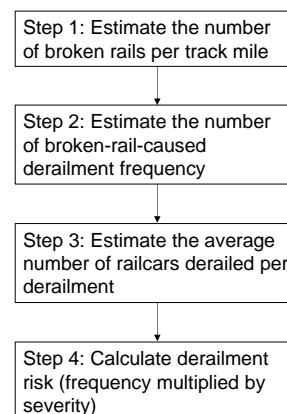 Step 1: Estimate the number
of broken rails per track mile
Step 2: Estimate the number
of broken-rail-caused
derailment frequency
Step 3: Estimate the average
number of railcars derailed per
derailment
Step 4: Calculate derailment
risk (frequency multiplied by
severity)